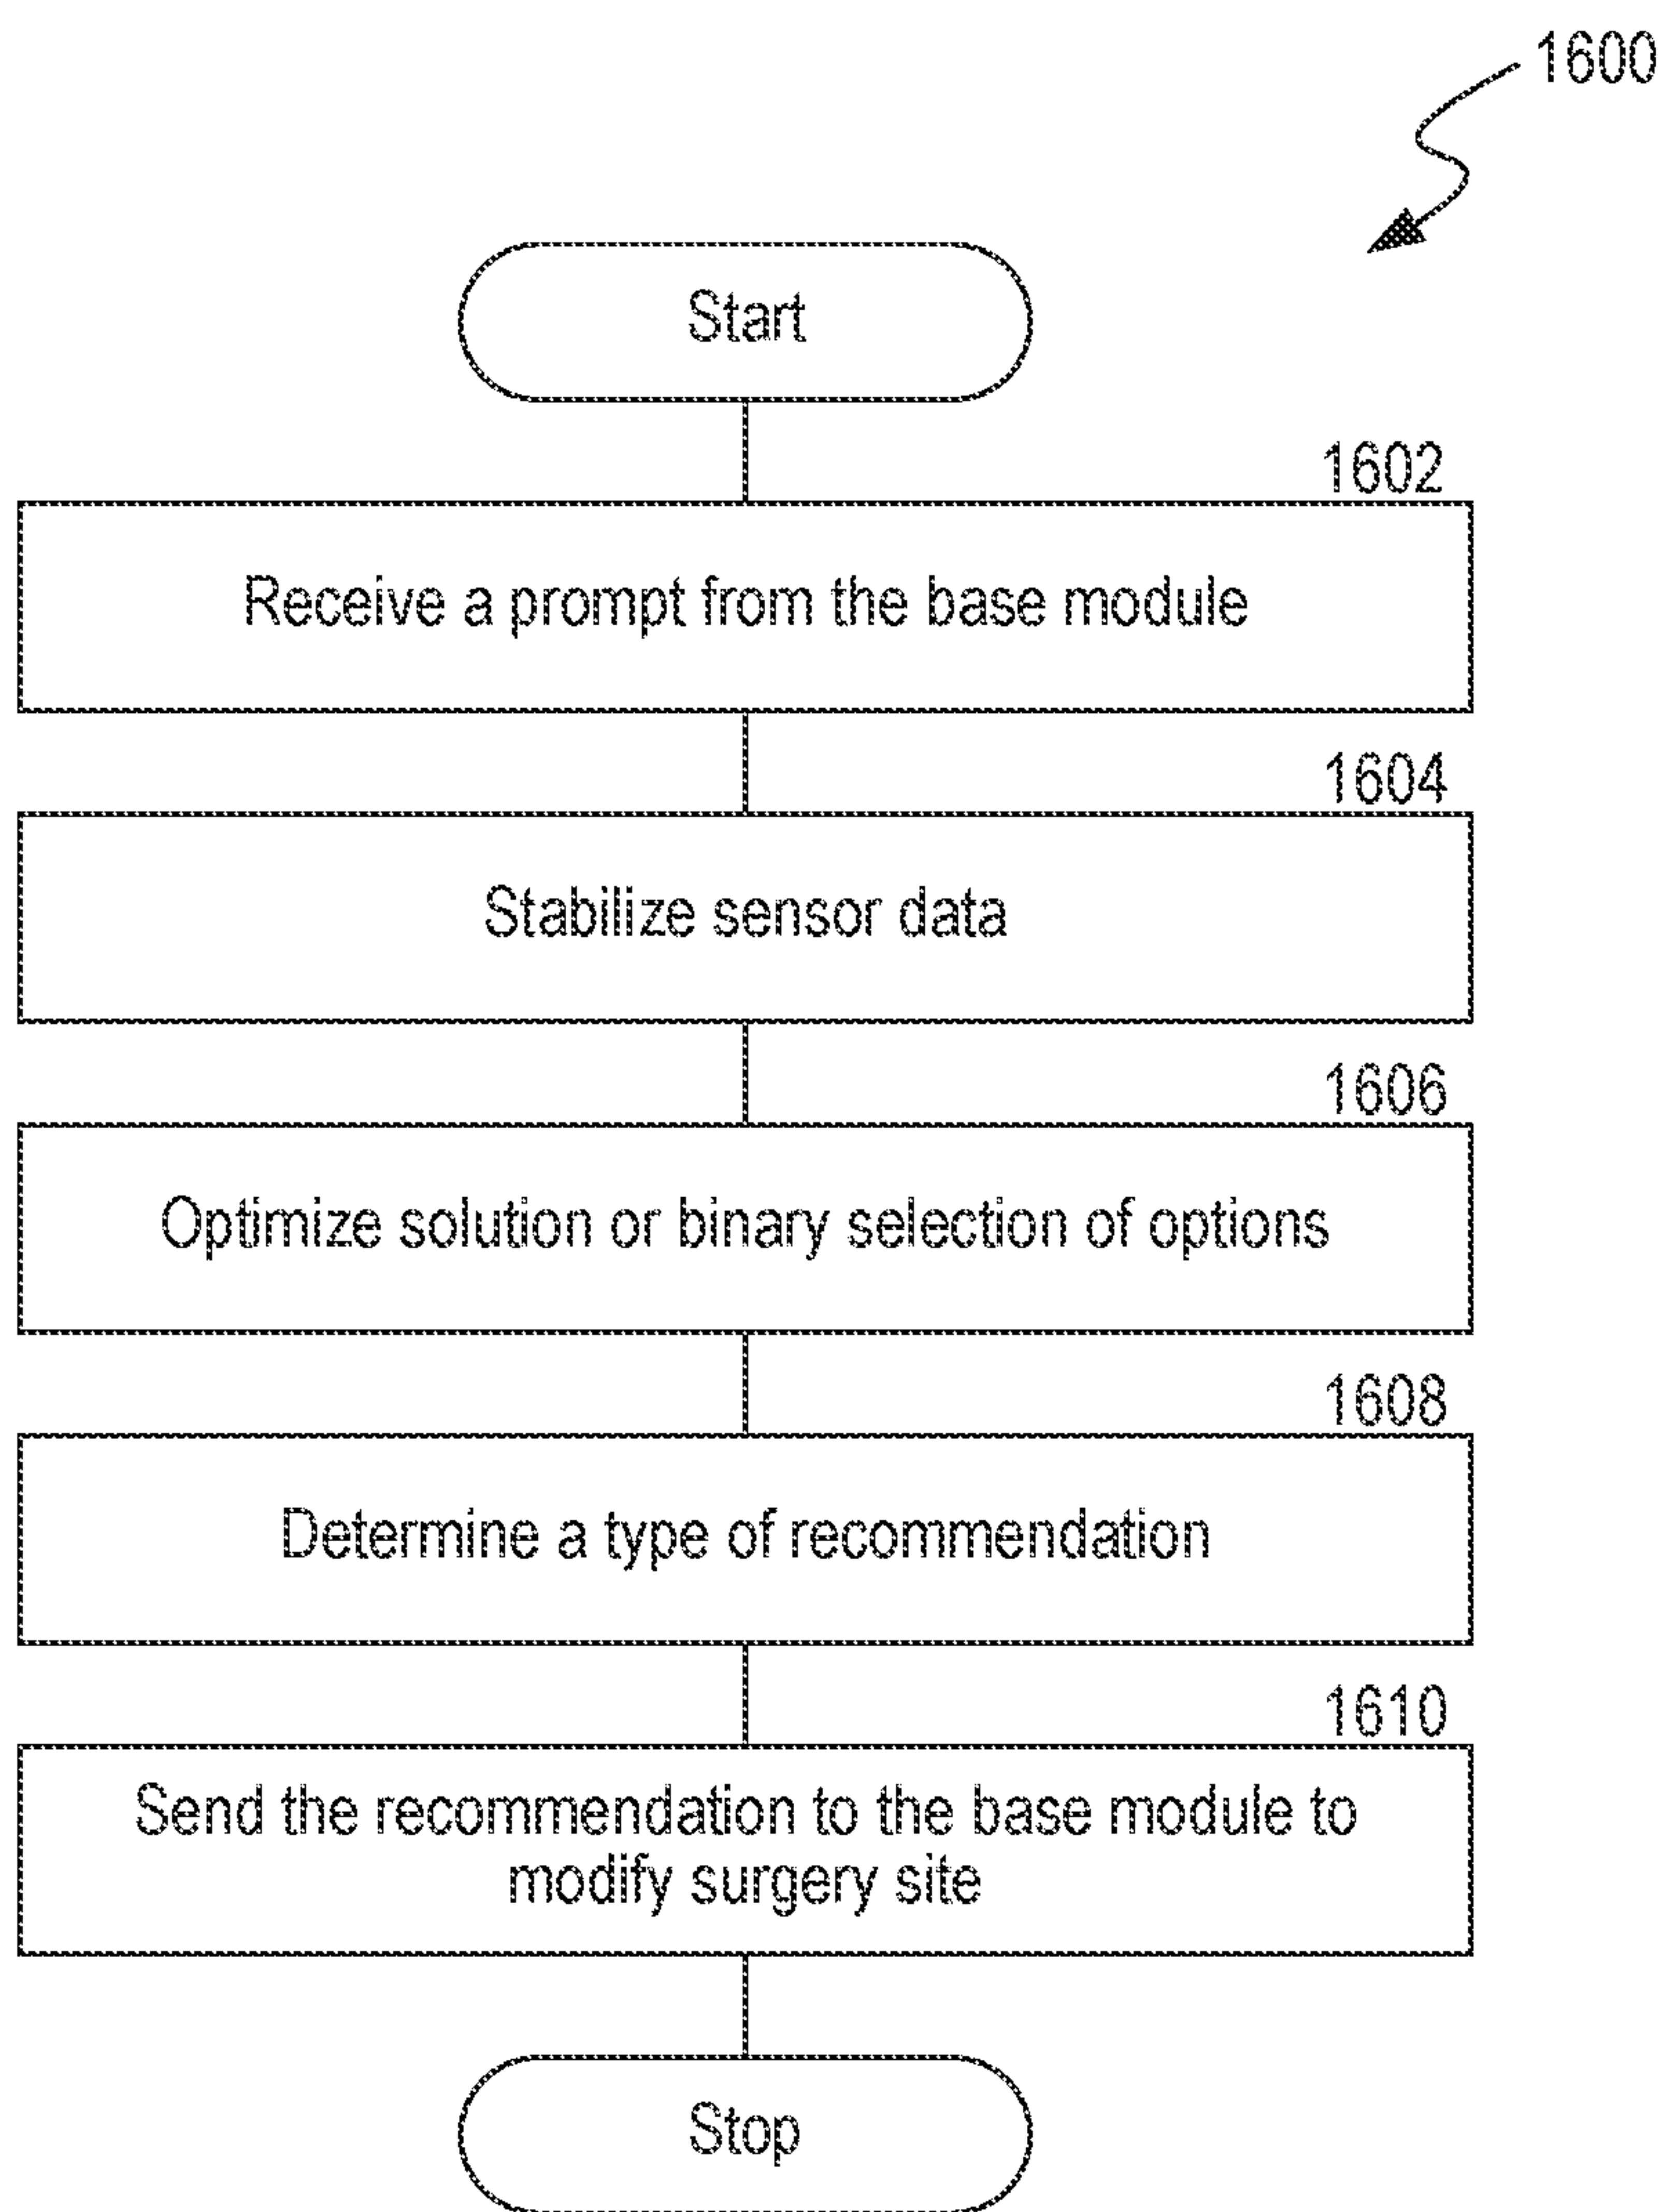 1600
Start
1602
Receive a prompt from the base module
1604
Stabilize sensor data
1606
Optimize solution or binary selection of options
1608
Determine a type of recommendation
1610
Send the recommendation to the base module to
modify surgery site
Stop